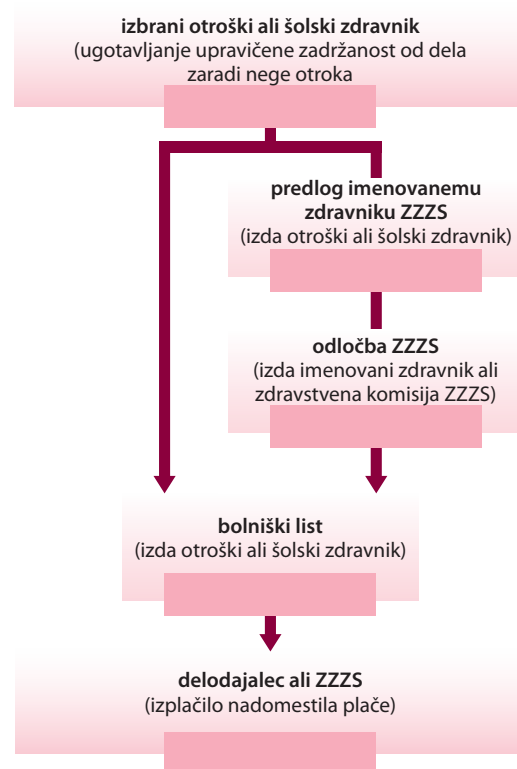 izbrani otroški ali šolski zdravnik
(ugotavljanje upravičene zadržanost od dela
zaradi nege otroka
predlog imenovanemu
zdravniku ZZZS
(izda otroški ali šolski zdravnik)
odločba ZZZS
(izda imenovani zdravnik ali
zdravstvena komisija ZZZS)
bolniški list
(izda otroški ali šolski zdravnik)
delodajalec ali ZZZS
(izplačilo nadomestila plače)